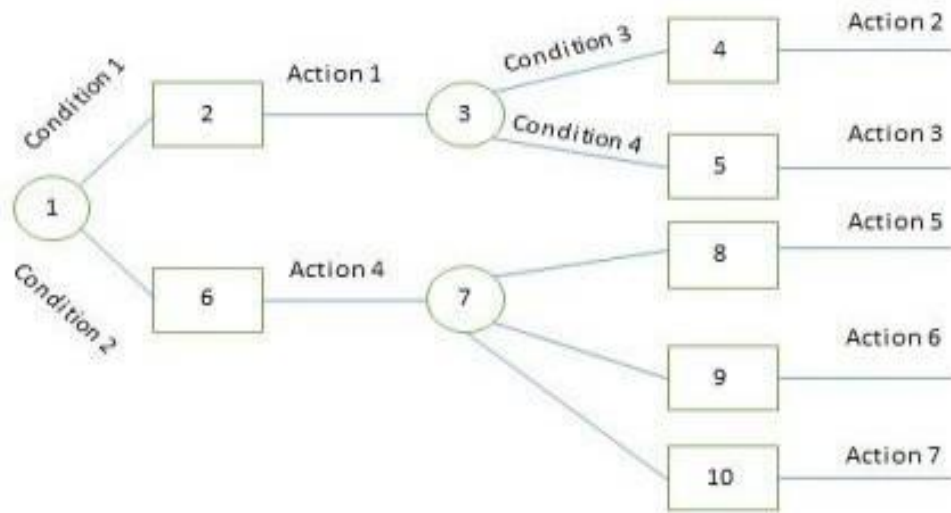 Condition 1
2
Action 1
3
Condition 3
4
Action 2
Condition 4
5
Action 3
1
Condition 2
6
Action 4
7
8
Action 5
9
Action 6
10
Action 7